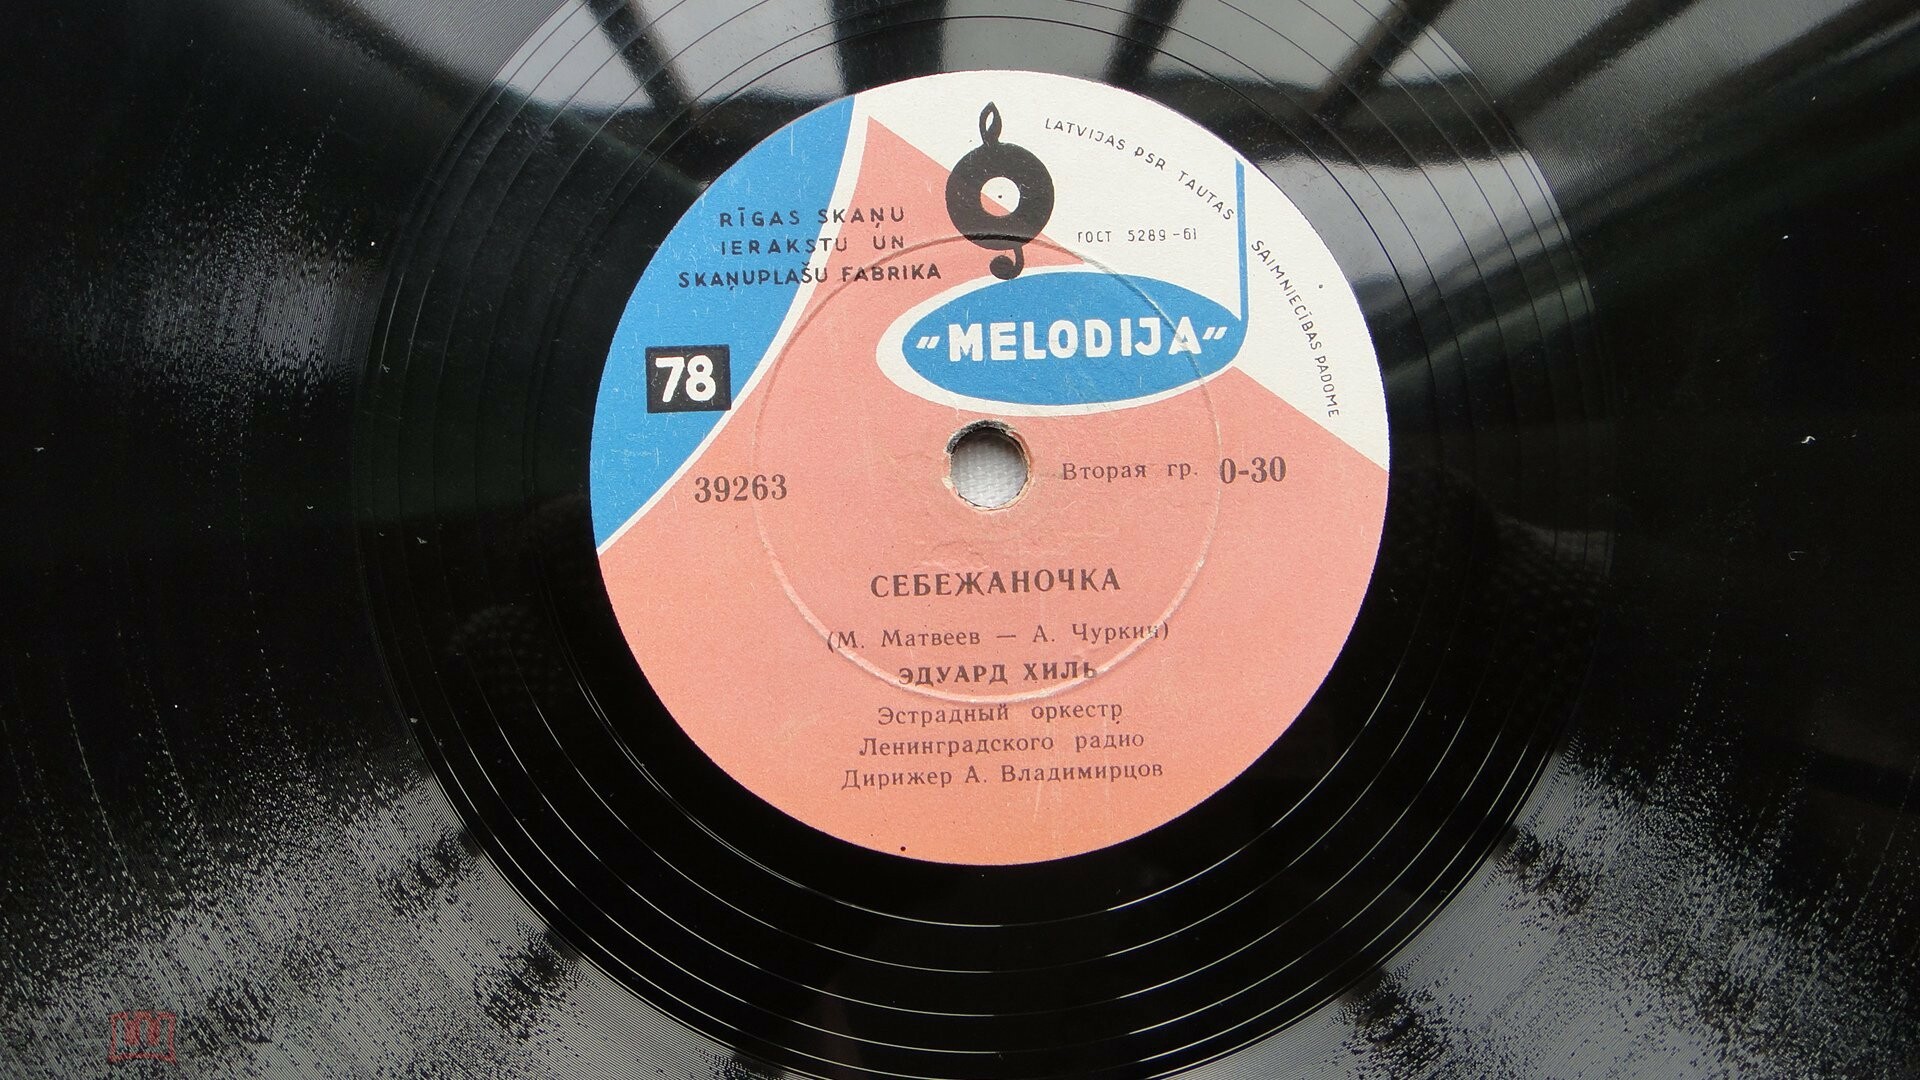 LATVIJAS PSR TAUTAS SAIMNIECĪBAS PADOME
RĪGAS SKAŅU
IERAKSTU UN
SKAŅUPLAŠU FABRIKA
ГОСТ 5289-61
"MELODIJA"
78
39263
Вторая гр. 0-30
СЕБЕЖАНОЧКА
(М. Матвеев — А. Чуркин)
ЭДУАРД ХИЛЬ
Эстрадный оркестр
Ленинградского радио
Дирижер А. Владимирцов